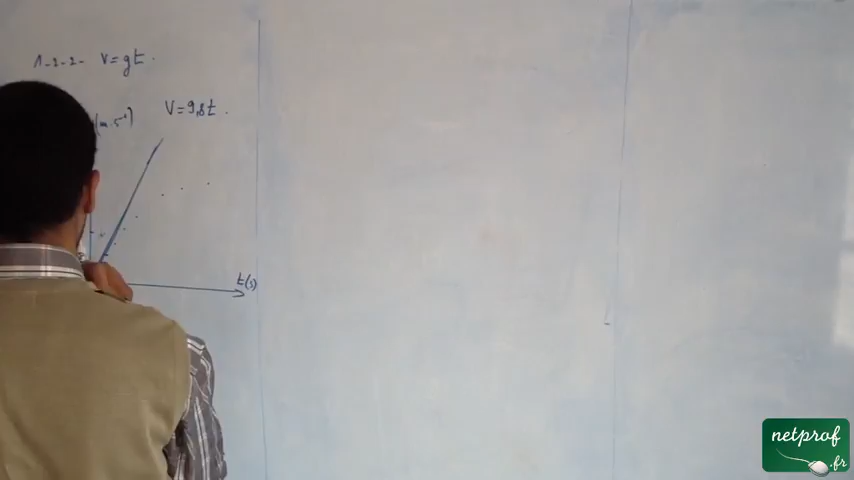 1-2-2- v=gt.
(m.s⁻¹)
V=9,8t.
t(s)
netprof
.fr